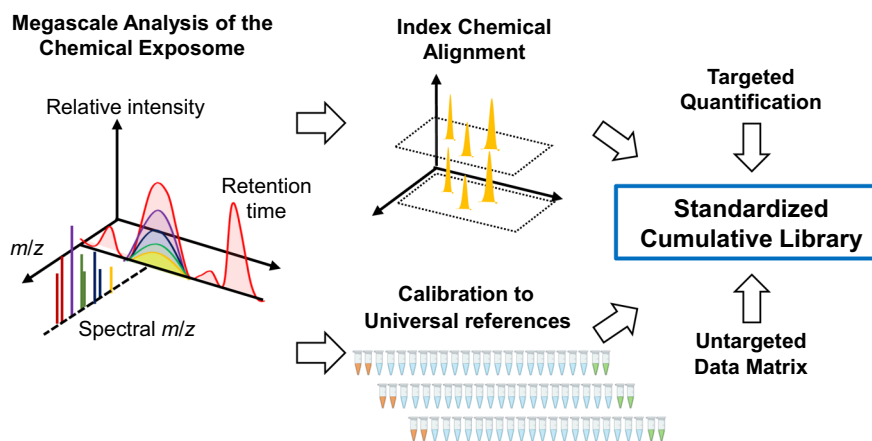 Megascale Analysis of the
Chemical Exposome
Relative intensity
Retention
time
m/z
Spectral m/z
Index Chemical
Alignment
Calibration to
Universal references
Targeted
Quantification
Standardized
Cumulative Library
Untargeted
Data Matrix